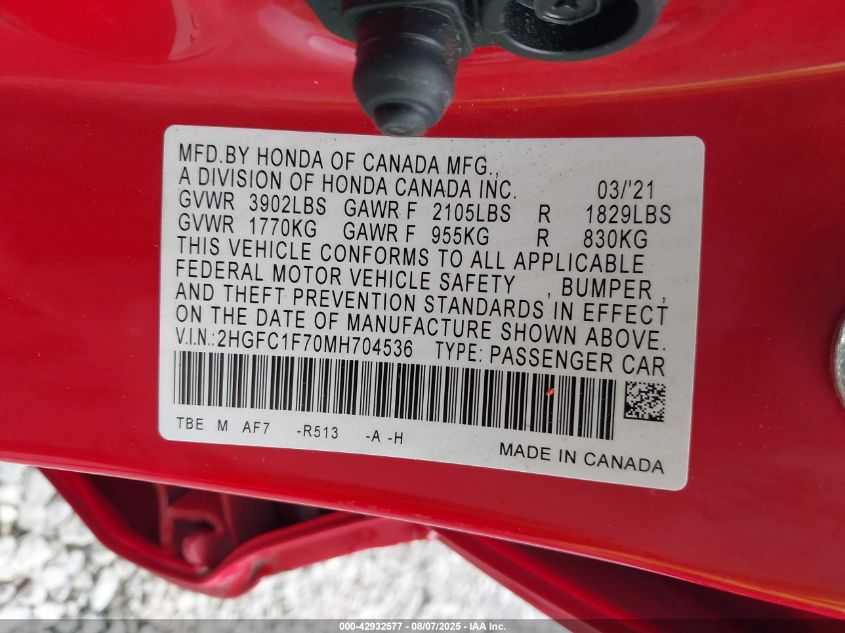 MFD.BY HONDA OF CANADA MFG.,
A DIVISION OF HONDA CANADA INC. 03/'21
GVWR 3902LBS GAWR F 2105LBS R 1829LBS
GVWR 1770KG GAWR F 955KG R 830KG
THIS VEHICLE CONFORMS TO ALL APPLICABLE
FEDERAL MOTOR VEHICLE SAFETY , BUMPER ,
AND THEFT PREVENTION STANDARDS IN EFFECT
ON THE DATE OF MANUFACTURE SHOWN ABOVE.
V.I.N.:2HGFC1F70MH704536 TYPE: PASSENGER CAR
TBE M AF7 -R513 -A -H
MADE IN CANADA
000-42932577 - 08/07/2025 - IAA Inc.